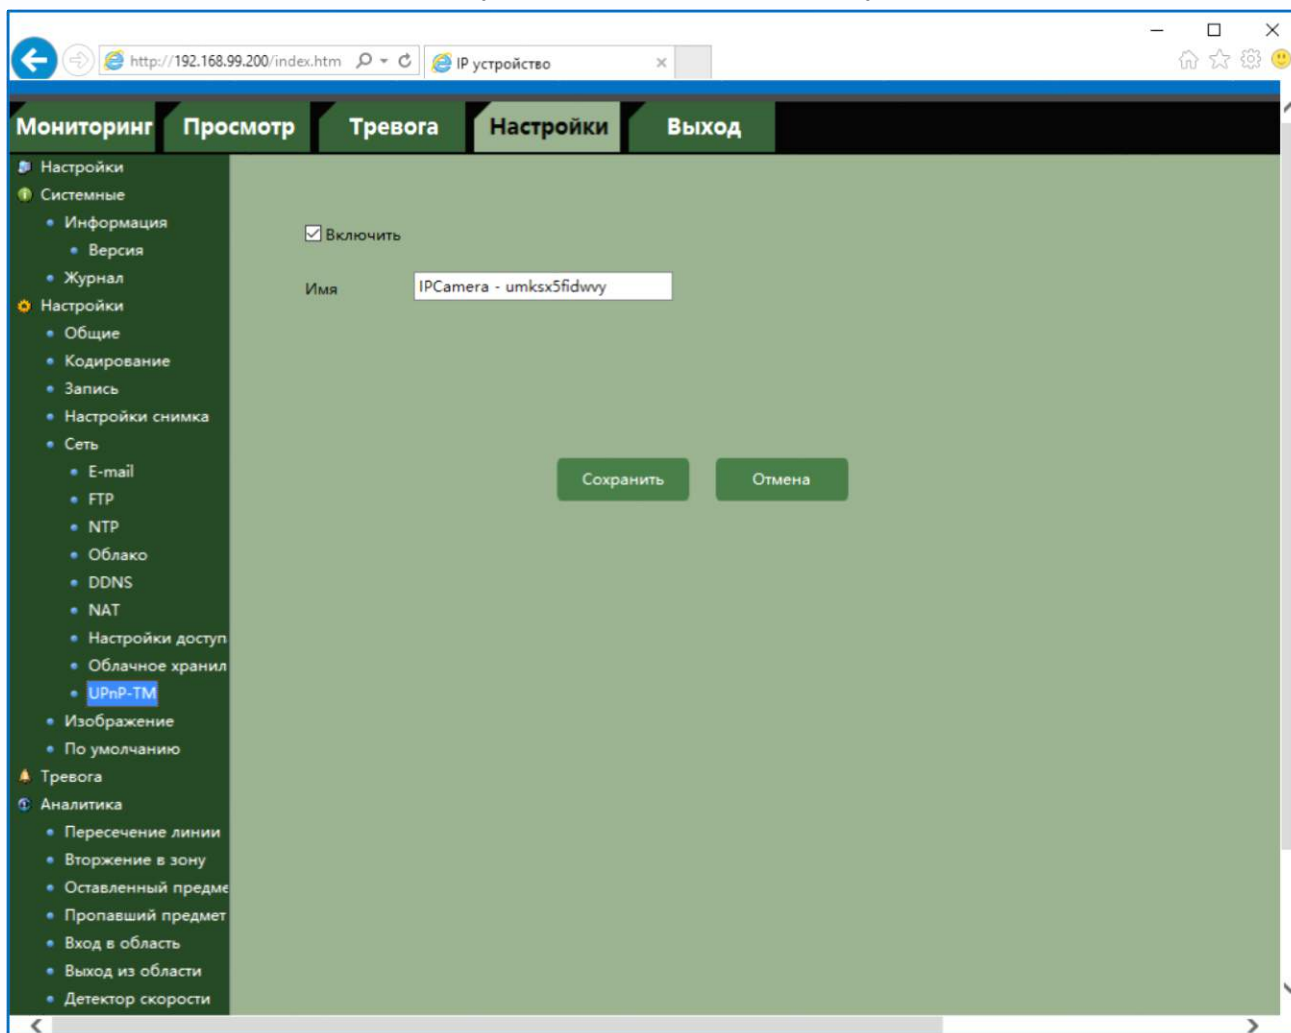 http://192.168.99.200/index.htm
IP устройство
Мониторинг Просмотр Тревога Настройки Выход
Настройки
Системные
Информация
Версия
Журнал
Настройки
Общие
Кодирование
Запись
Настройки снимка
Сеть
E-mail
FTP
NTP
Облако
DDNS
NAT
Настройки доступ
Облачное хранил
UPnP-TM
Изображение
По умолчанию
Тревога
Аналитика
Пересечение линии
Вторжение в зону
Оставленный предме
Пропавший предмет
Вход в область
Выход из области
Детектор скорости
Включить
Имя IPCamera - umksx5fidwvy
Сохранить Отмена